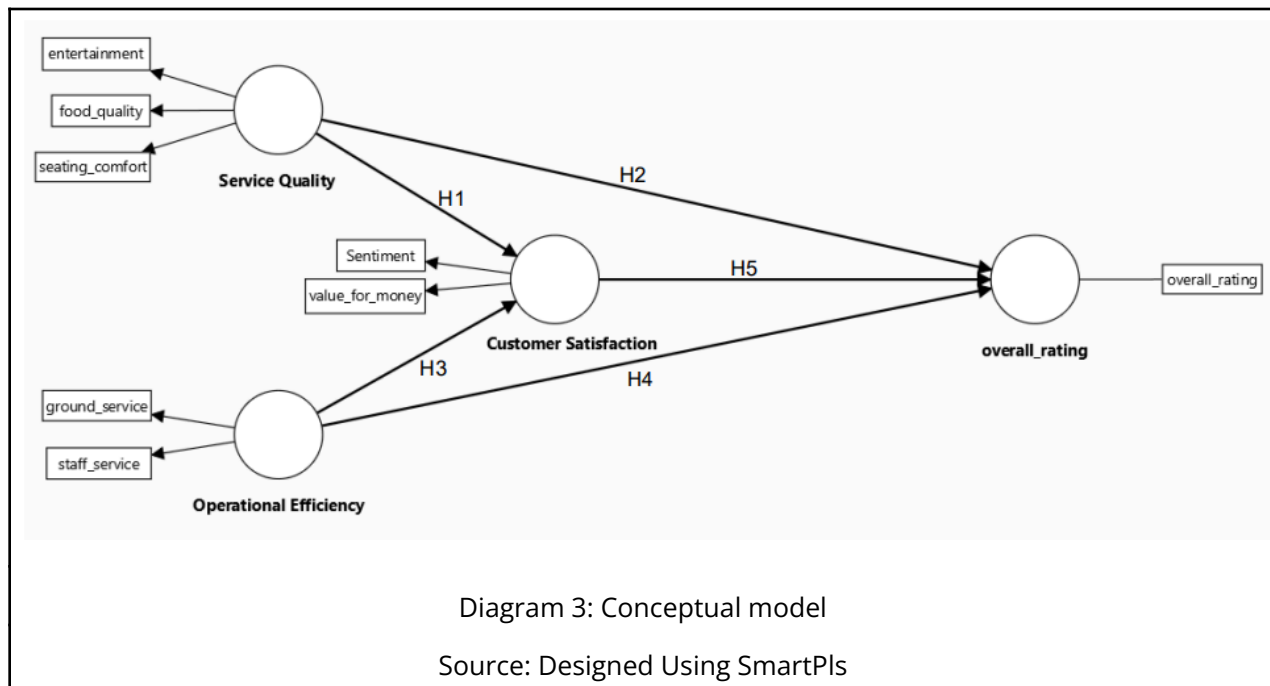 entertainment
food_quality
seating_comfort
Service Quality
H2
H1
Sentiment
value_for_money
H5
overall_rating
Customer Satisfaction
overall_rating
H3
H4
ground_service
staff_service
Operational Efficiency
Diagram 3: Conceptual model
Source: Designed Using SmartPls